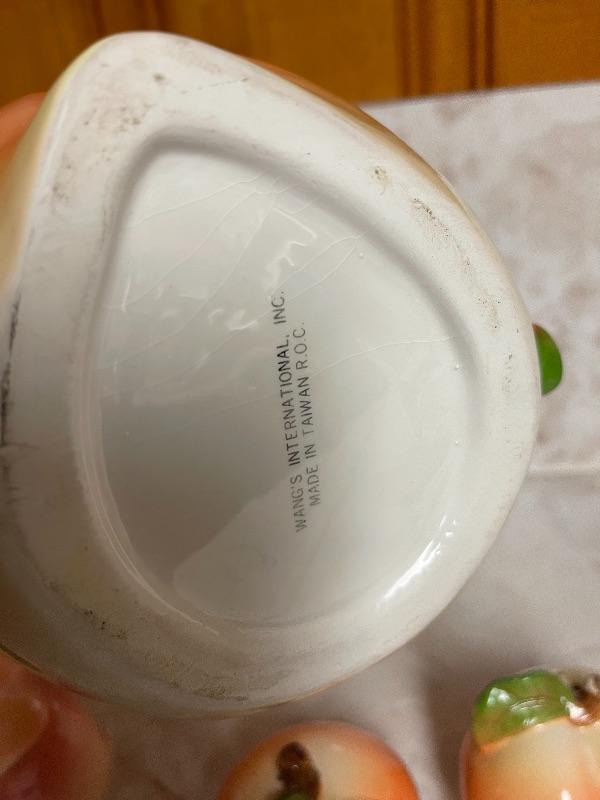 WANG'S INTERNATIONAL, INC.
MADE IN TAIWAN R.O.C.